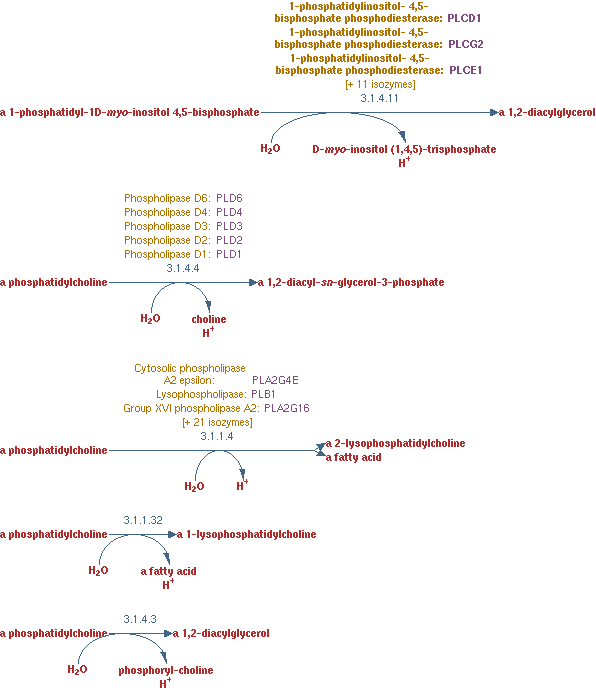 1-phosphatidylinositol- 4,5-
bisphosphate phosphodiesterase: PLCD1
1-phosphatidylinositol- 4,5-
bisphosphate phosphodiesterase: PLCG2
1-phosphatidylinositol- 4,5-
bisphosphate phosphodiesterase: PLCE1
[+ 11 isozymes]
3.1.4.11
a 1-phosphatidyl-1D-myo-inositol 4,5-bisphosphate
a 1,2-diacylglycerol
H2O
D-myo-inositol (1,4,5)-trisphosphate
H+
Phospholipase D6: PLD6
Phospholipase D4: PLD4
Phospholipase D3: PLD3
Phospholipase D2: PLD2
Phospholipase D1: PLD1
3.1.4.4
a phosphatidylcholine
a 1,2-diacyl-sn-glycerol-3-phosphate
H2O
choline
H+
Cytosolic phospholipase
A2 epsilon: PLA2G4E
Lysophospholipase: PLB1
Group XVI phospholipase A2: PLA2G16
[+ 21 isozymes]
3.1.1.4
a phosphatidylcholine
a 2-lysophosphatidylcholine
a fatty acid
H2O
H+
3.1.1.32
a phosphatidylcholine
a 1-lysophosphatidylcholine
H2O
a fatty acid
H+
3.1.4.3
a phosphatidylcholine
a 1,2-diacylglycerol
H2O
phosphoryl-choline
H+